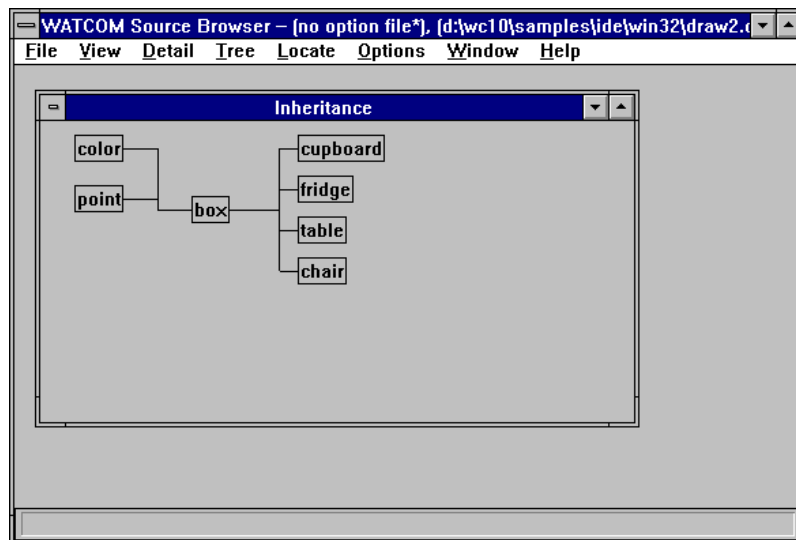 WATCOM Source Browser – (no option file*), (d:\wc10\samples\ide\win32\draw2.
File View Detail Tree Locate Options Window Help
Inheritance
color
point
box
cupboard
fridge
table
chair